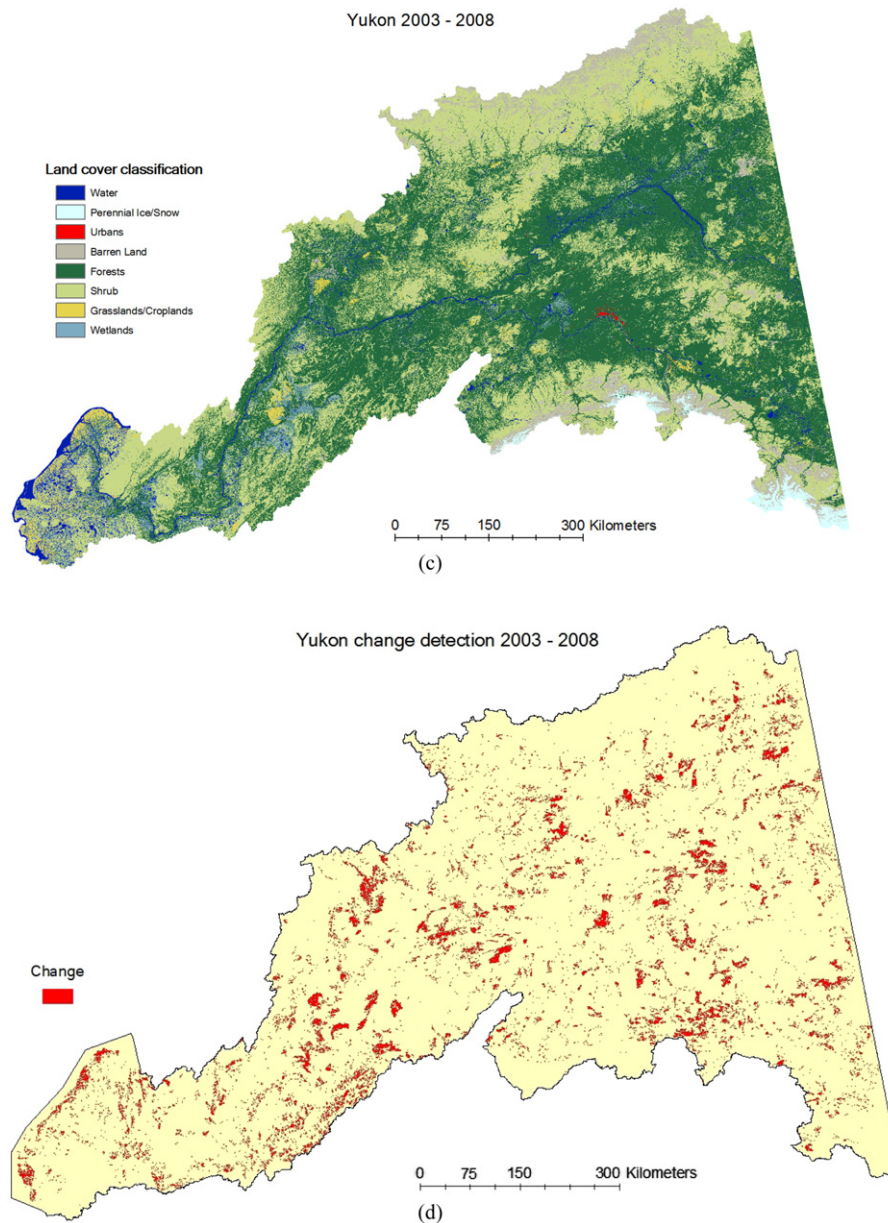 Yukon 2003 - 2008
Land cover classification
Water
Perennial Ice/Snow
Urbans
Barren Land
Forests
Shrub
Grasslands/Croplands
Wetlands
0 75 150 300 Kilometers
(c)
Yukon change detection 2003 - 2008
Change
0 75 150 300 Kilometers
(d)